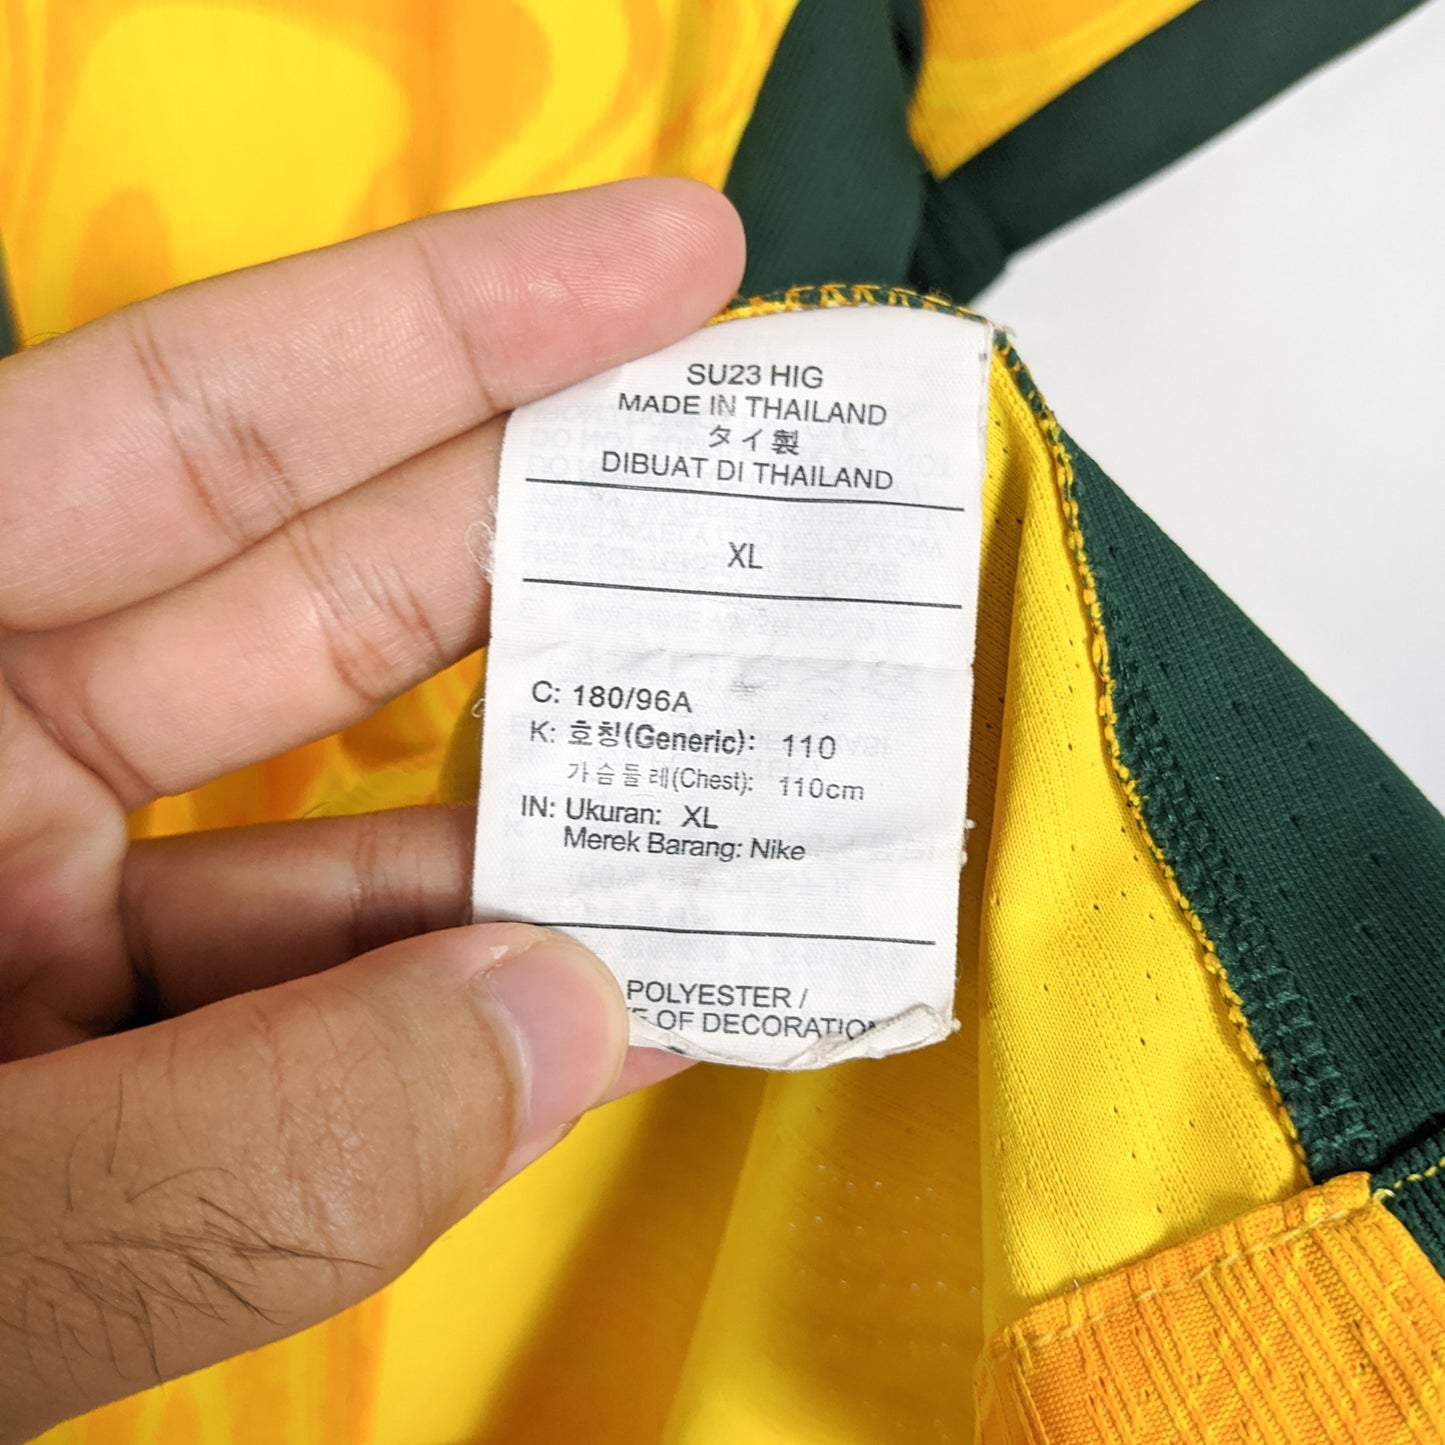 SU23 HIG
MADE IN THAILAND
タイ製
DIBUAT DI THAILAND
XL
C: 180/96A
K: 호칭(Generic): 110
가슴둘레(Chest): 110cm
IN: Ukuran: XL
Merek Barang: Nike
POLYESTER /
OF DECORATION